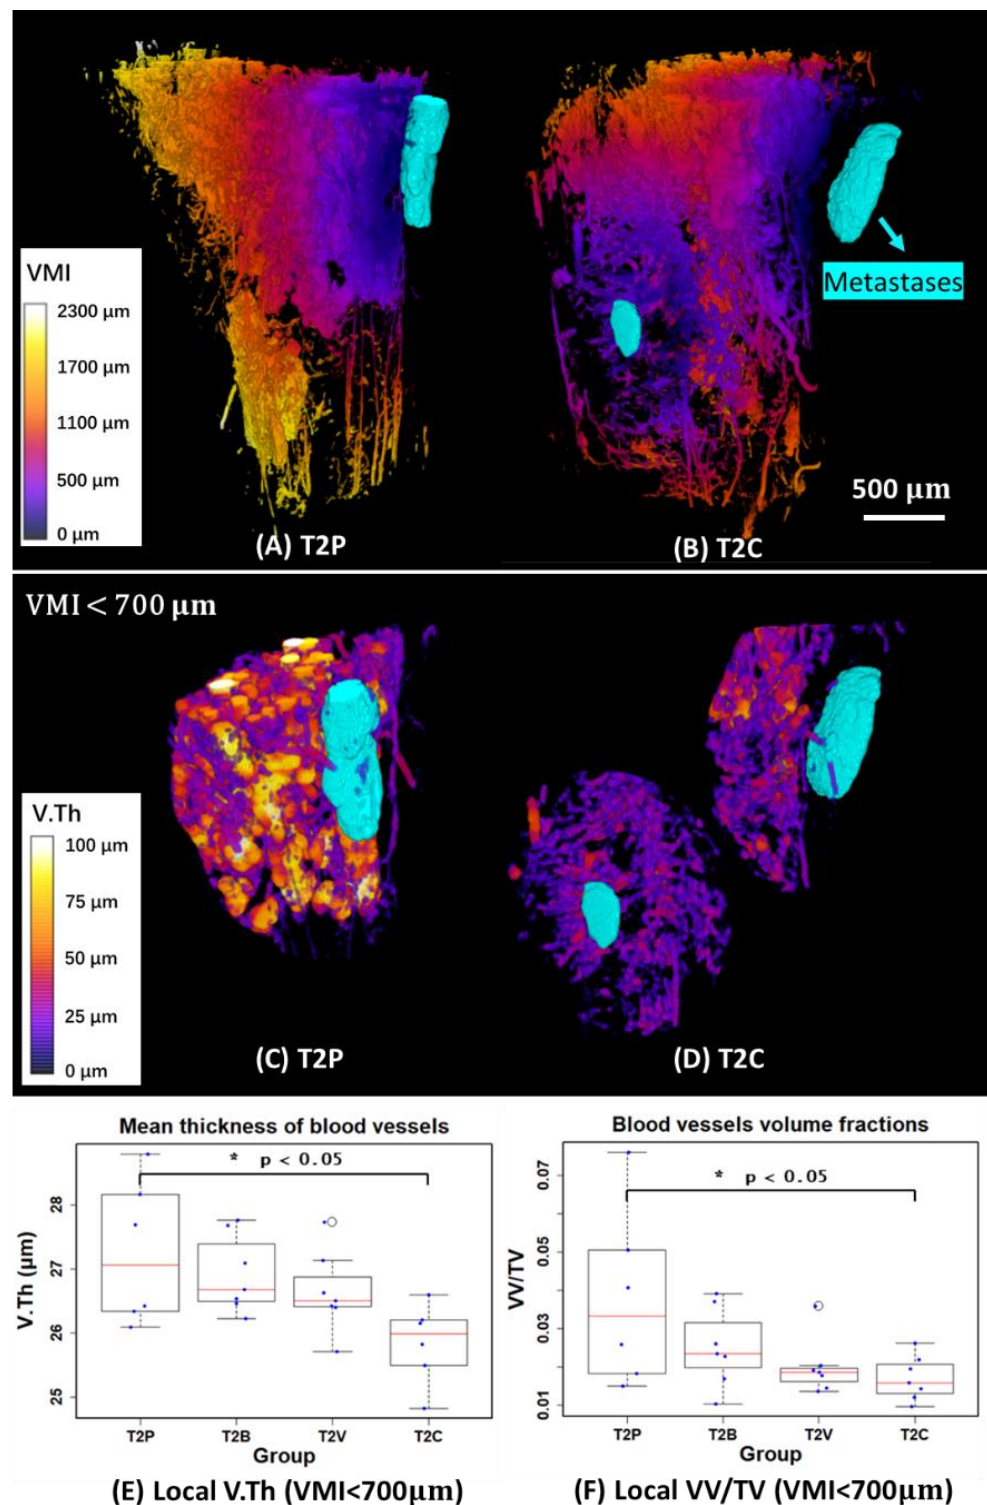 VMI
2300 µm
1700 µm
1100 µm
500 µm
0 µm
Metastases
500 µm
(A) T2P
(B) T2C
VMI < 700 µm
V.Th
100 µm
75 µm
50 µm
25 µm
0 µm
(C) T2P
(D) T2C
Mean thickness of blood vessels
* p < 0.05
V.Th (µm)
28
27
26
25
T2P T2B T2V T2C
Group
(E) Local V.Th (VMI<700µm)
Blood vessels volume fractions
* p < 0.05
VV/TV
0.07
0.05
0.03
0.01
T2P T2B T2V T2C
Group
(F) Local VV/TV (VMI<700µm)